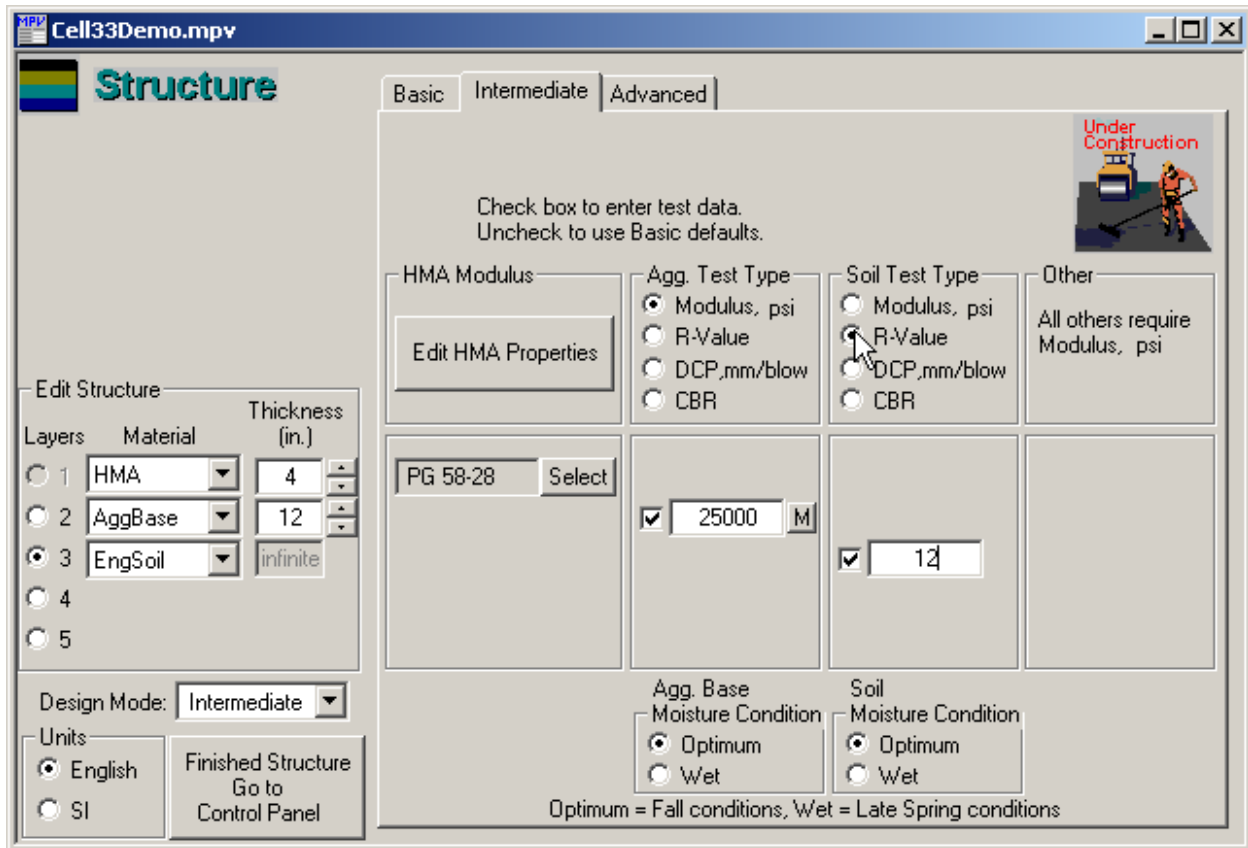 MPV Cell33Demo.mpv
Structure
Basic Intermediate Advanced
Under
Construction
Check box to enter test data.
Uncheck to use Basic defaults.
HMA Modulus
Edit HMA Properties
Agg. Test Type
Modulus, psi
R-Value
DCP,mm/blow
CBR
Soil Test Type
Modulus, psi
R-Value
DCP,mm/blow
CBR
Other
All others require
Modulus, psi
Edit Structure
Thickness
Layers Material (in.)
1 HMA 4
2 AggBase 12
3 EngSoil infinite
4
5
PG 58-28 Select
25000 M
12
Design Mode: Intermediate
Units
English
SI
Finished Structure
Go to
Control Panel
Agg. Base
Moisture Condition
Optimum
Wet
Soil
Moisture Condition
Optimum
Wet
Optimum = Fall conditions, Wet = Late Spring conditions